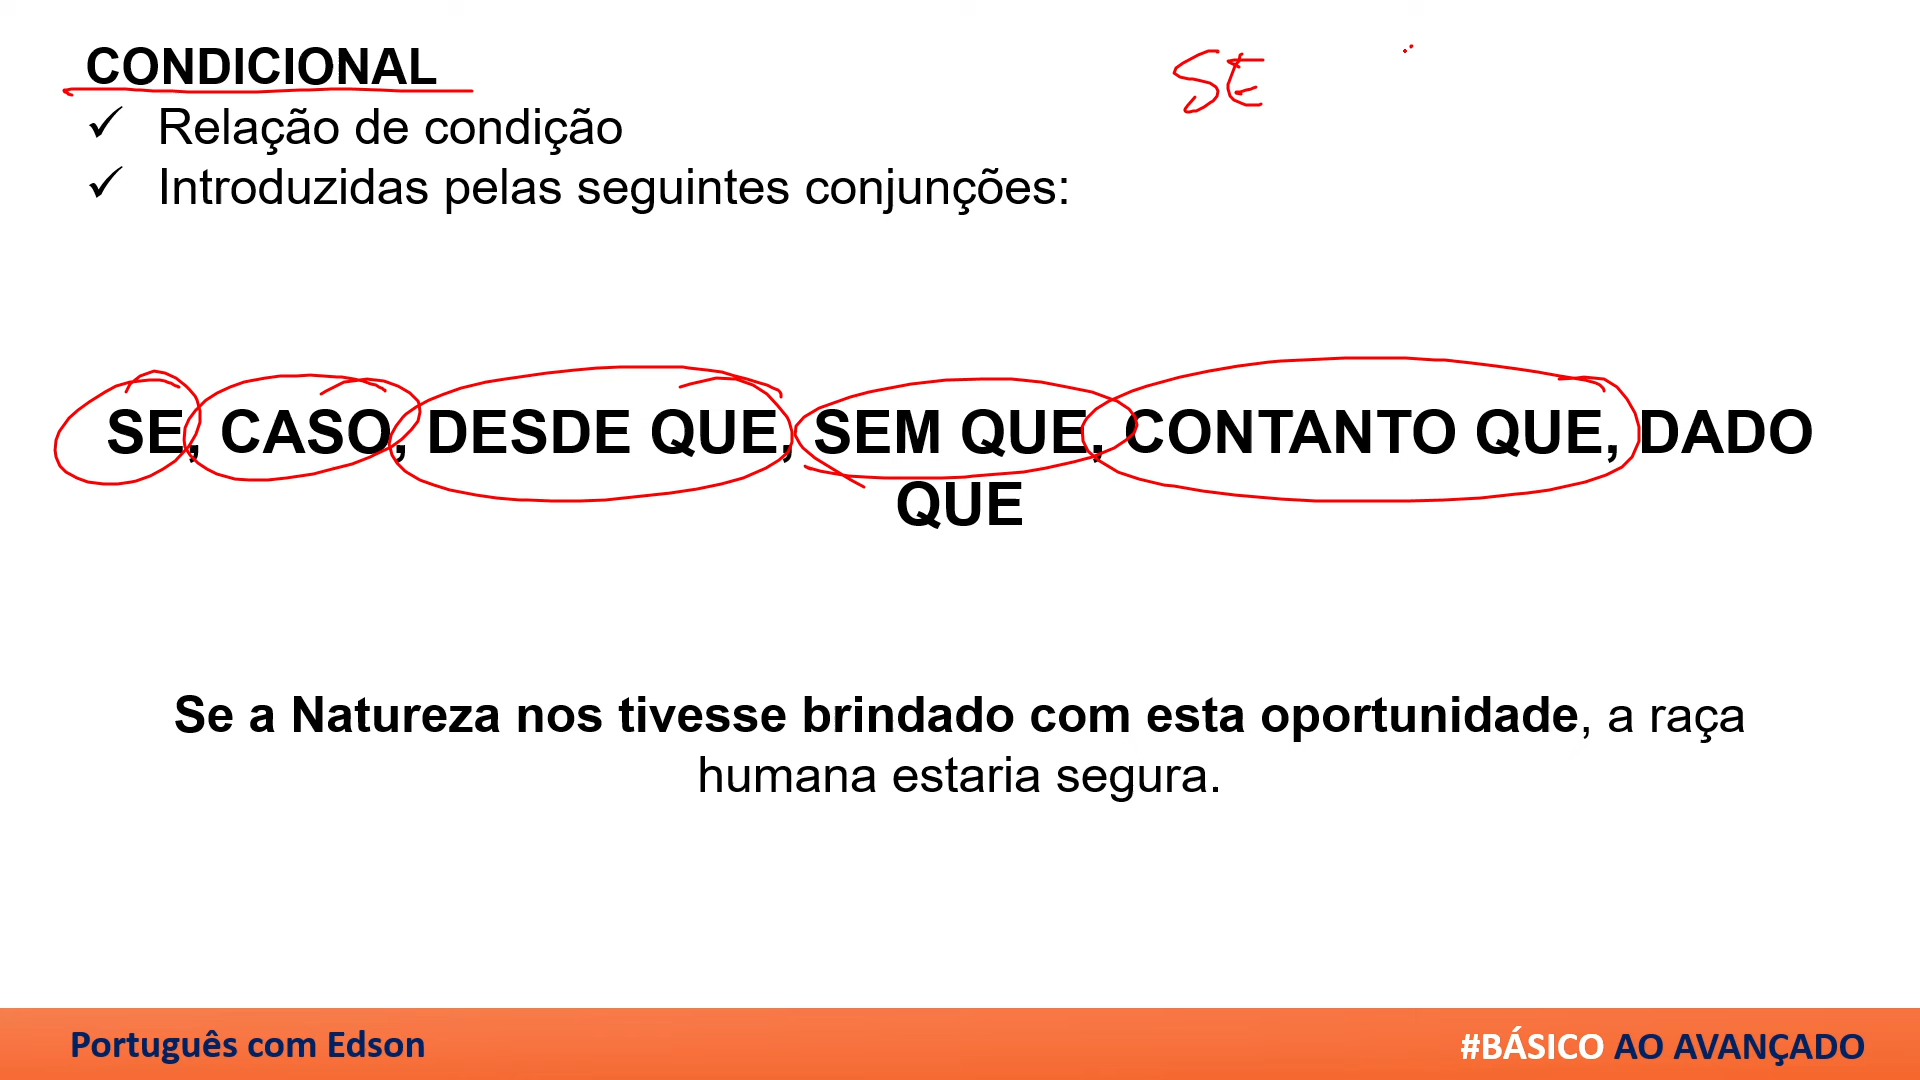 CONDICIONAL
SE
✓ Relação de condição
✓ Introduzidas pelas seguintes conjunções:
SE, CASO, DESDE QUE, SEM QUE, CONTANTO QUE, DADO
QUE
Se a Natureza nos tivesse brindado com esta oportunidade, a raça
humana estaria segura.
Português com Edson
#BÁSICO AO AVANÇADO